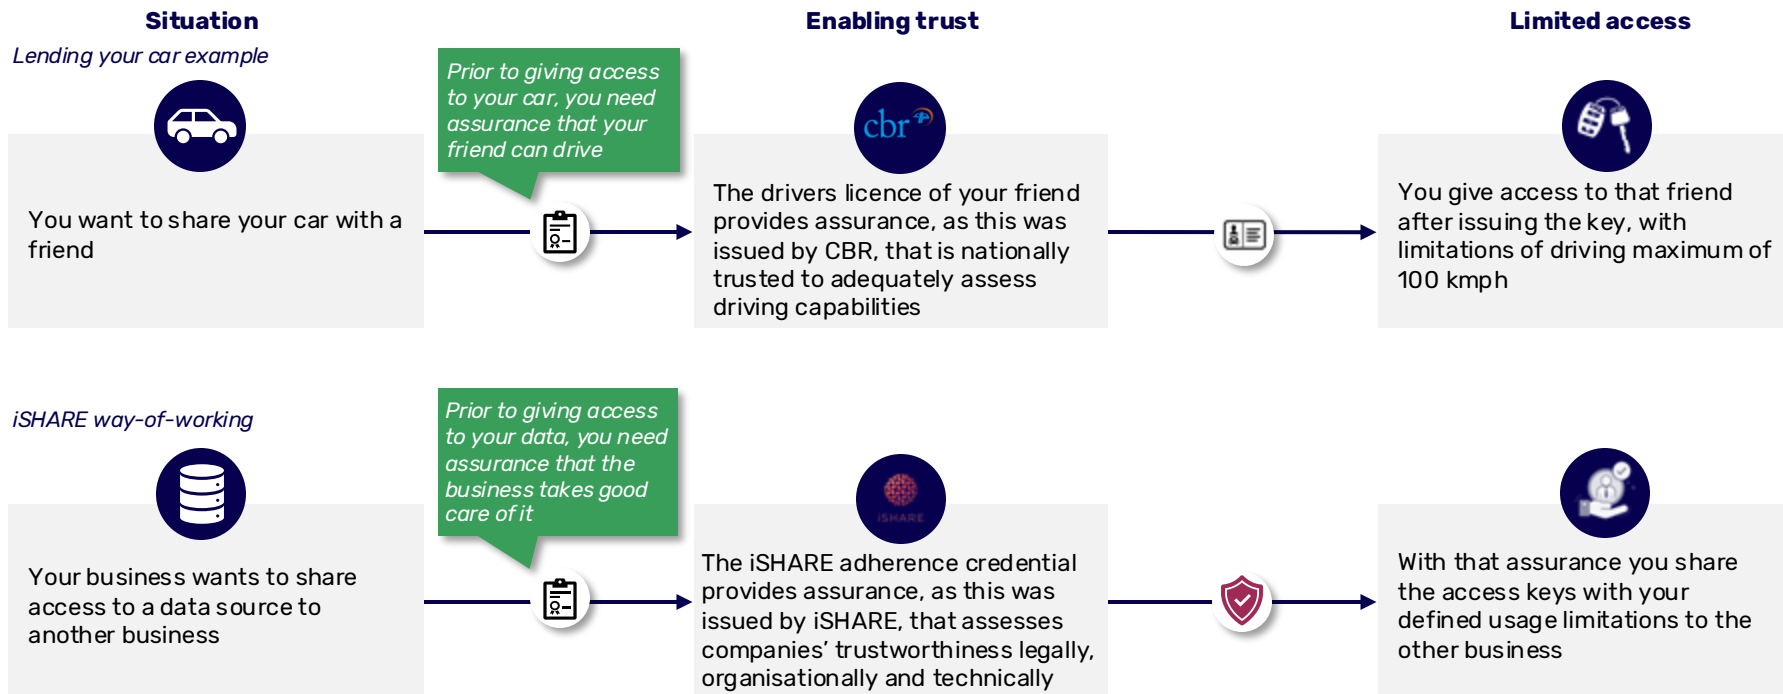 Situation
Enabling trust
Limited access
Lending your car example
Prior to giving access
to your car, you need
assurance that your
friend can drive
cbr
You want to share your car with a
friend
The drivers licence of your friend
provides assurance, as this was
issued by CBR, that is nationally
trusted to adequately assess
driving capabilities
You give access to that friend
after issuing the key, with
limitations of driving maximum of
100 kmph
iSHARE way-of-working
Prior to giving access
to your data, you need
assurance that the
business takes good
care of it
iSHARE
Your business wants to share
access to a data source to
another business
The iSHARE adherence credential
provides assurance, as this was
issued by iSHARE, that assesses
companies’ trustworthiness legally,
organisationally and technically
With that assurance you share
the access keys with your
defined usage limitations to the
other business